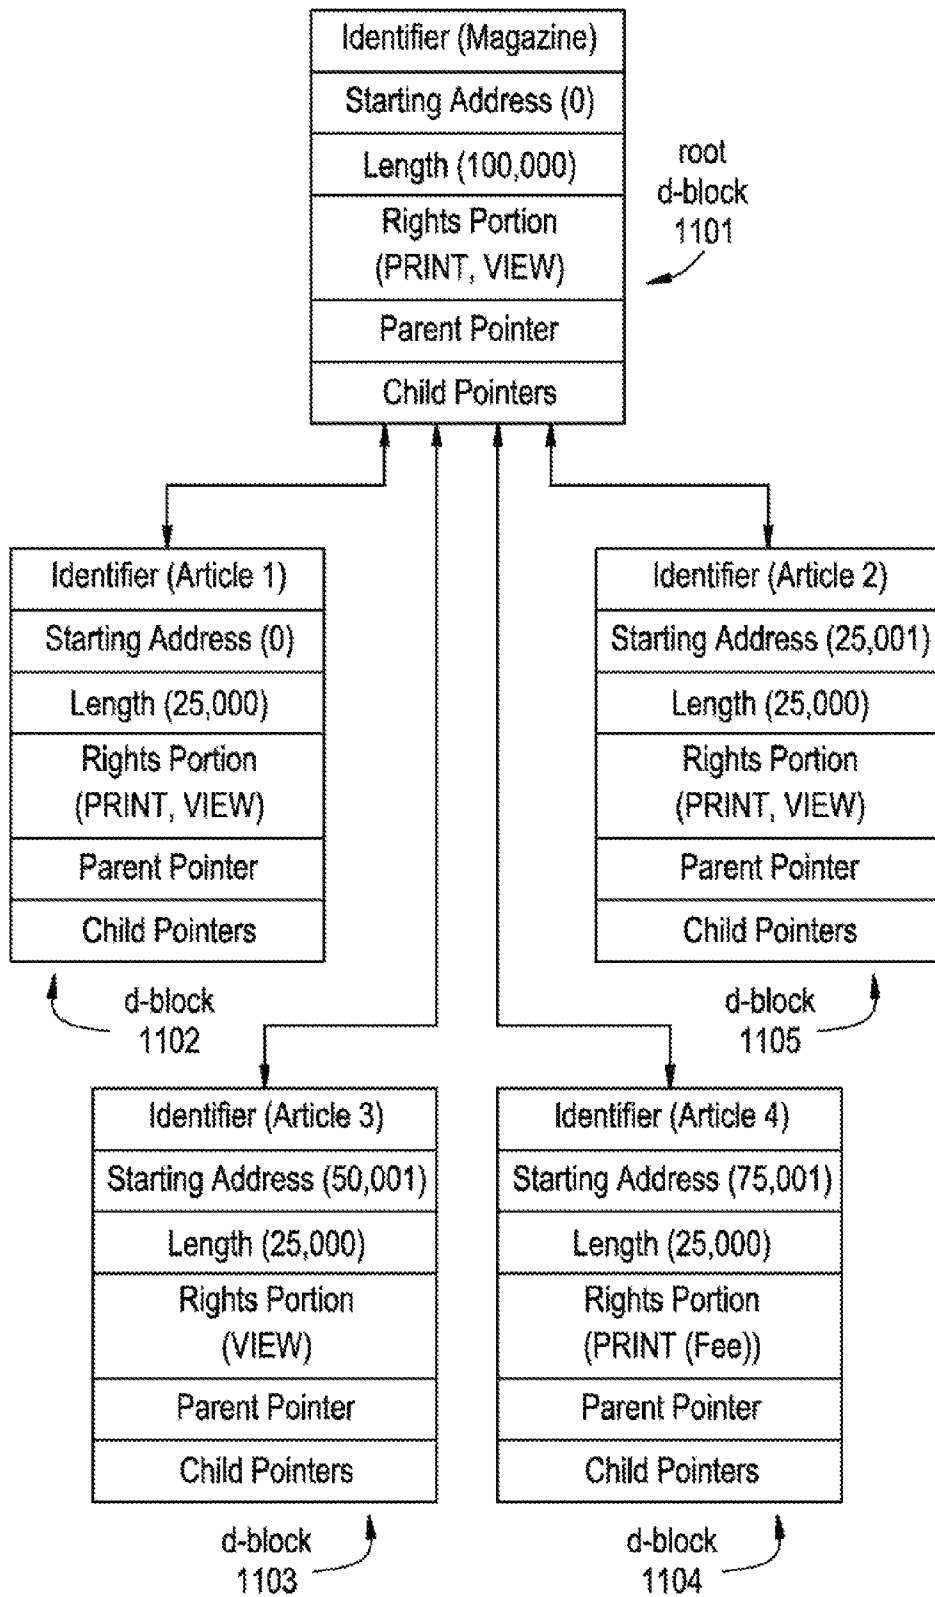 Identifier (Magazine)
Starting Address (0)
Length (100,000)
Rights Portion
(PRINT, VIEW)
Parent Pointer
Child Pointers
root
d-block
1101
Identifier (Article 1)
Starting Address (0)
Length (25,000)
Rights Portion
(PRINT, VIEW)
Parent Pointer
Child Pointers
d-block
1102
Identifier (Article 2)
Starting Address (25,001)
Length (25,000)
Rights Portion
(PRINT, VIEW)
Parent Pointer
Child Pointers
d-block
1105
Identifier (Article 3)
Starting Address (50,001)
Length (25,000)
Rights Portion
(VIEW)
Parent Pointer
Child Pointers
d-block
1103
Identifier (Article 4)
Starting Address (75,001)
Length (25,000)
Rights Portion
(PRINT (Fee))
Parent Pointer
Child Pointers
d-block
1104